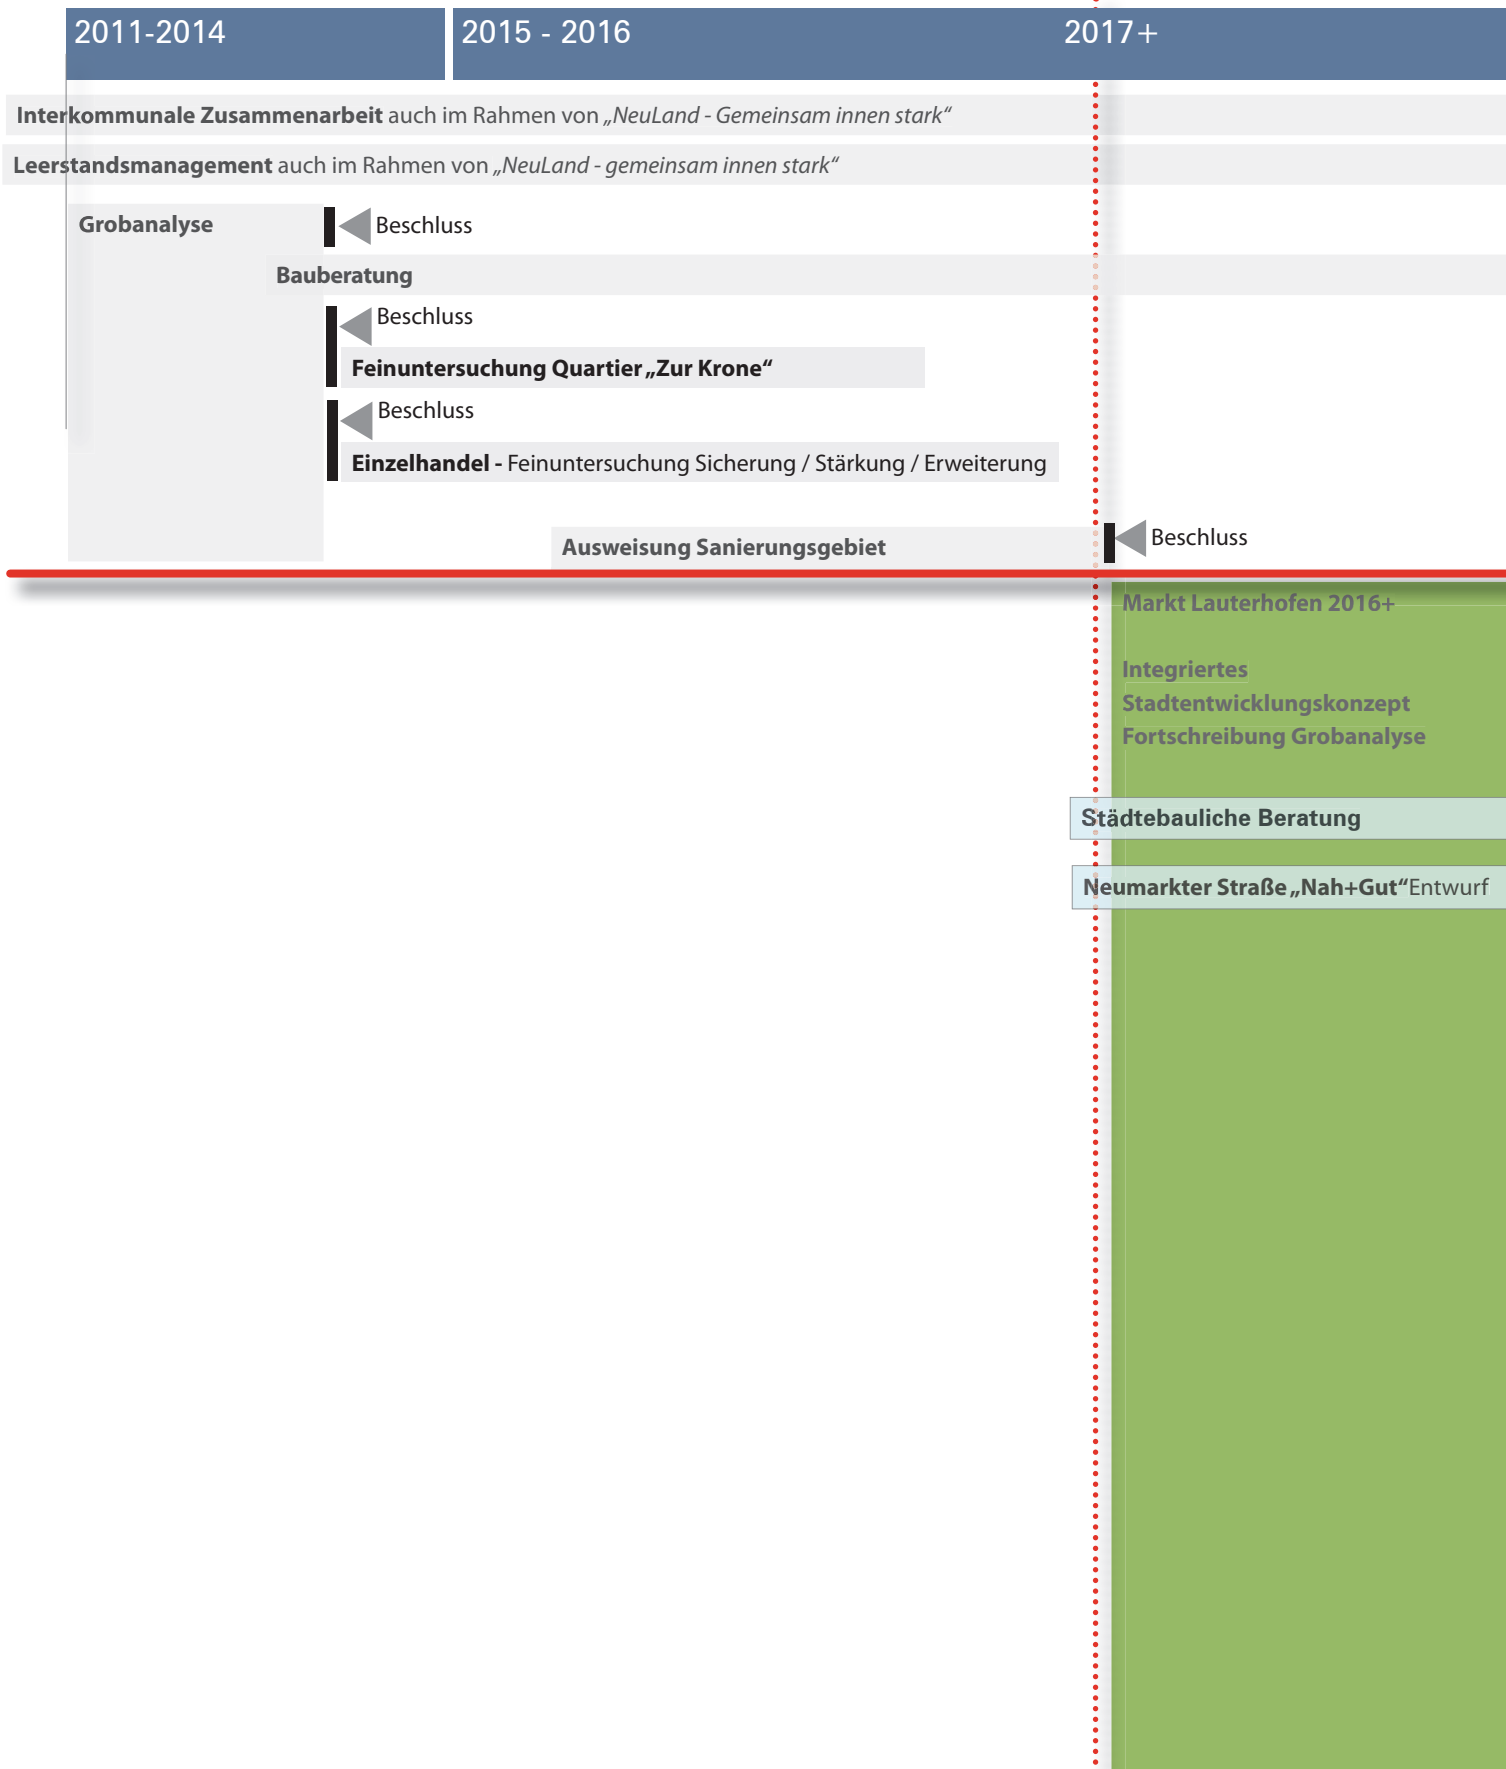 2011-2014
2015 - 2016
2017+
Interkommunale Zusammenarbeit auch im Rahmen von „NeuLand - Gemeinsam innen stark“
Leerstandsmanagement auch im Rahmen von „NeuLand - gemeinsam innen stark“
Grobanalyse
Beschluss
Bauberatung
Beschluss
Feinuntersuchung Quartier „Zur Krone“
Beschluss
Einzelhandel - Feinuntersuchung Sicherung / Stärkung / Erweiterung
Ausweisung Sanierungsgebiet
Beschluss
Markt Lauterhofen 2016+
Integriertes
Stadtentwicklungskonzept
Fortschreibung Grobanalyse
Städtebauliche Beratung
Neumarkter Straße „Nah+Gut“Entwurf